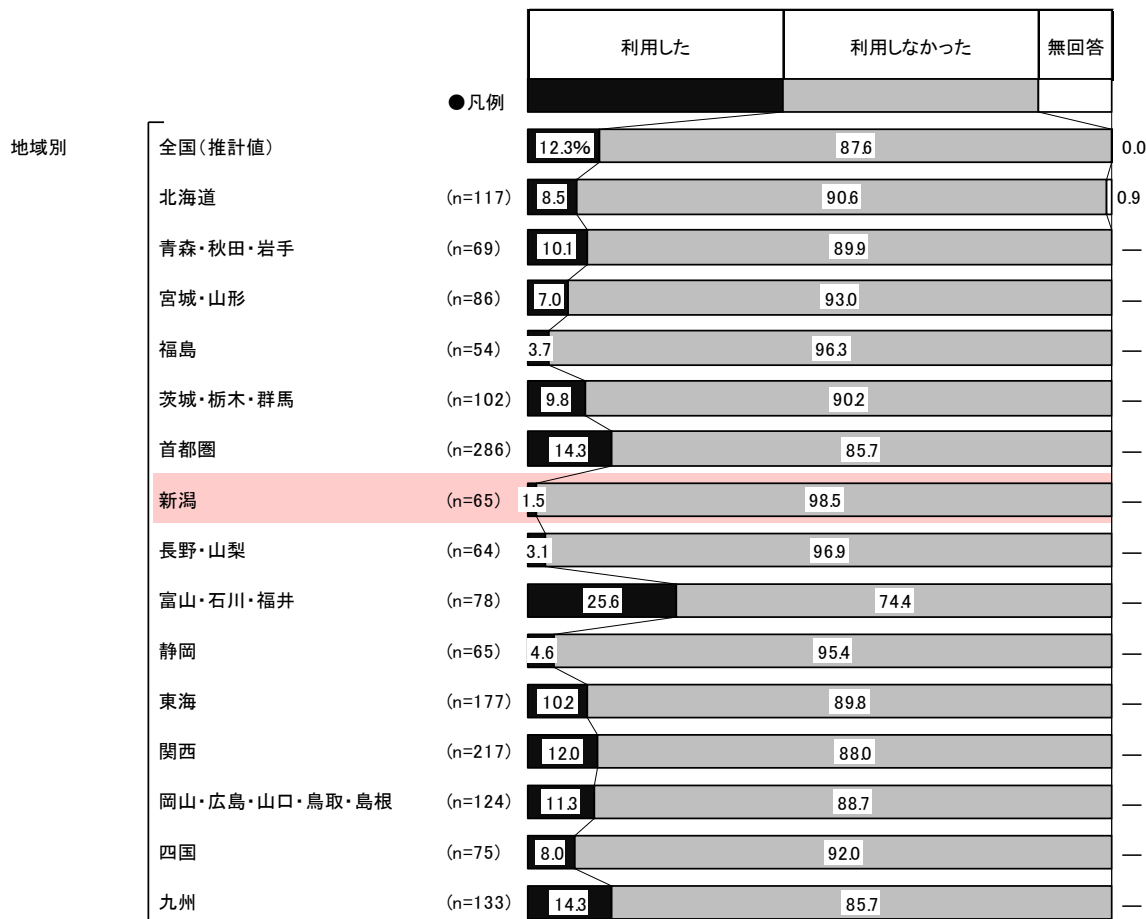 利用した 利用しなかった 無回答
●凡例
地域別 全国(推計値) 12.3% 87.6 0.0
北海道 (n=117) 8.5 90.6 0.9
青森・秋田・岩手 (n=69) 10.1 89.9 —
宮城・山形 (n=86) 7.0 93.0 —
福島 (n=54) 3.7 96.3 —
茨城・栃木・群馬 (n=102) 9.8 90.2 —
首都圏 (n=286) 14.3 85.7 —
新潟 (n=65) 1.5 98.5 —
長野・山梨 (n=64) 3.1 96.9 —
富山・石川・福井 (n=78) 25.6 74.4 —
静岡 (n=65) 4.6 95.4 —
東海 (n=177) 10.2 89.8 —
関西 (n=217) 12.0 88.0 —
岡山・広島・山口・鳥取・島根 (n=124) 11.3 88.7 —
四国 (n=75) 8.0 92.0 —
九州 (n=133) 14.3 85.7 —